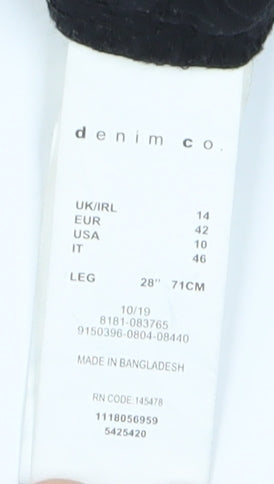 denim co.
UK/IRL 14
EUR 42
USA 10
IT 46
LEG 28" 71CM
10/19
8181-083765
9150396-0804-08440
MADE IN BANGLADESH
RN CODE:145478
1118056959
5425420